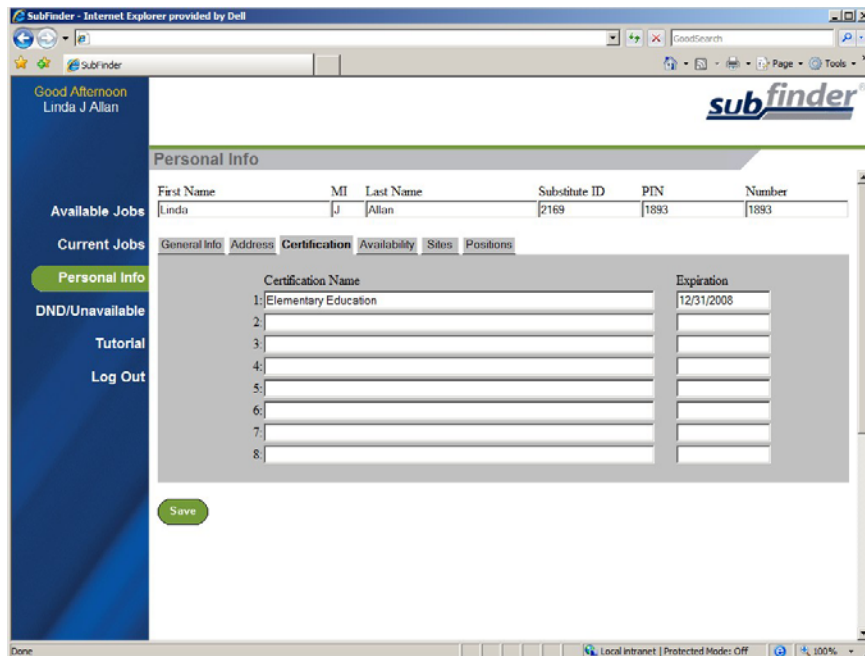 SubFinder - Internet Explorer provided by Dell
GoodSearch
SubFinder
Page
Tools
Good Afternoon
Linda J Allan
subfinder
Personal Info
First Name MI Last Name Substitute ID PIN Number
Linda J Allan 2169 1893 1893
Available Jobs
Current Jobs
Personal Info
DND/Unavailable
Tutorial
Log Out
General Info Address Certification Availability Sites Positions
Certification Name Expiration
1: Elementary Education 12/31/2008
2:
3:
4:
5:
6:
7:
8:
Save
Done Local intranet | Protected Mode: Off 100%